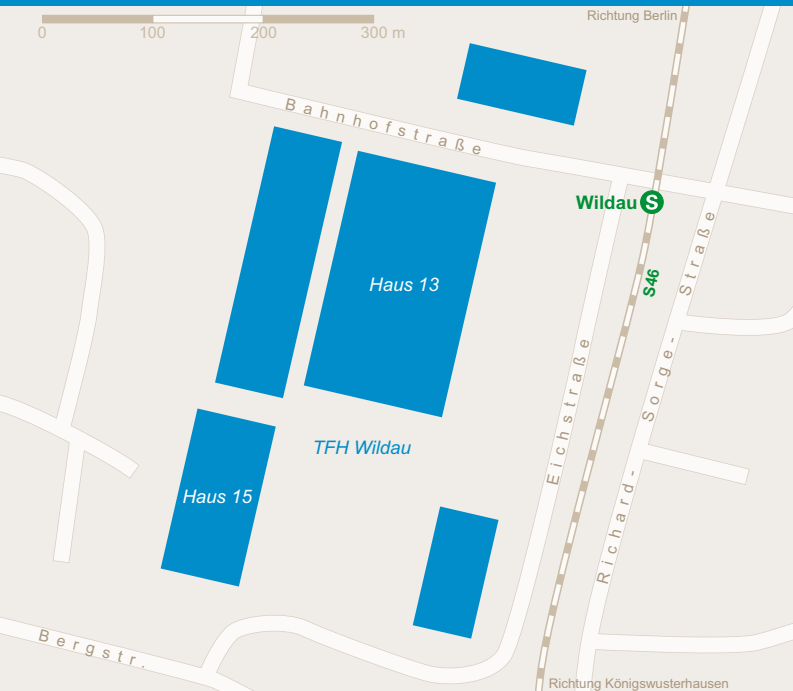 Richtung Berlin
0 100 200 300 m
Bahnhofstraße
Wildau S
S46
Haus 13
Richard-Sorge-Straße
Eichstraße
TFH Wildau
Haus 15
Bergstr.
Richtung Königswusterhausen